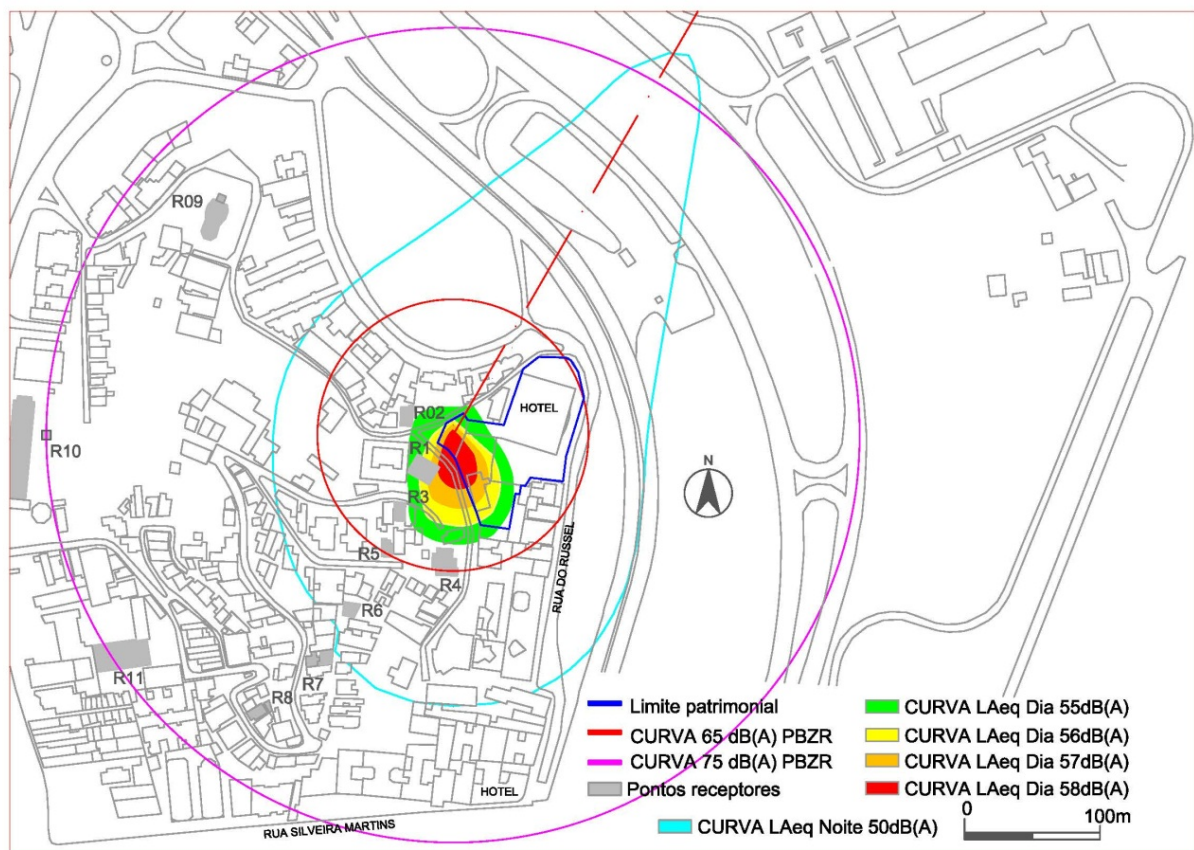 R09
HOTEL
R02
R1
R10
N
R3
R5
R4
RUA DO RUSSEL
R6
R11
R7
R8
HOTEL
RUA SILVEIRA MARTINS
Limite patrimonial
CURVA 65 dB(A) PBZR
CURVA 75 dB(A) PBZR
Pontos receptores
CURVA LAeq Dia 55dB(A)
CURVA LAeq Dia 56dB(A)
CURVA LAeq Dia 57dB(A)
CURVA LAeq Dia 58dB(A)
CURVA LAeq Noite 50dB(A)
0
100m